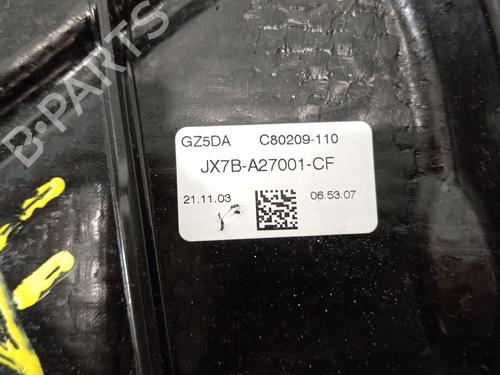 B-PARTS
GZ5DA C80209-110
JX7B-A27001-CF
21.11.03 06.53.07